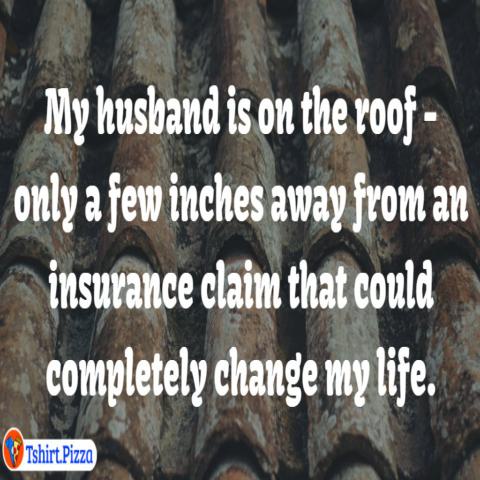 My husband is on the roof -
only a few inches away from an
insurance claim that could
completely change my life.
Tshirt.Pizza